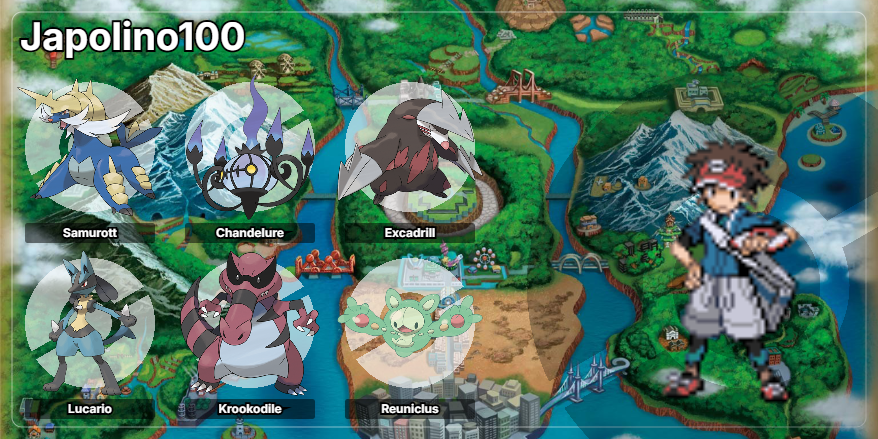 Japolino100
Samurott
Chandelure
Excadrill
Lucario
Krookodile
Reuniclus